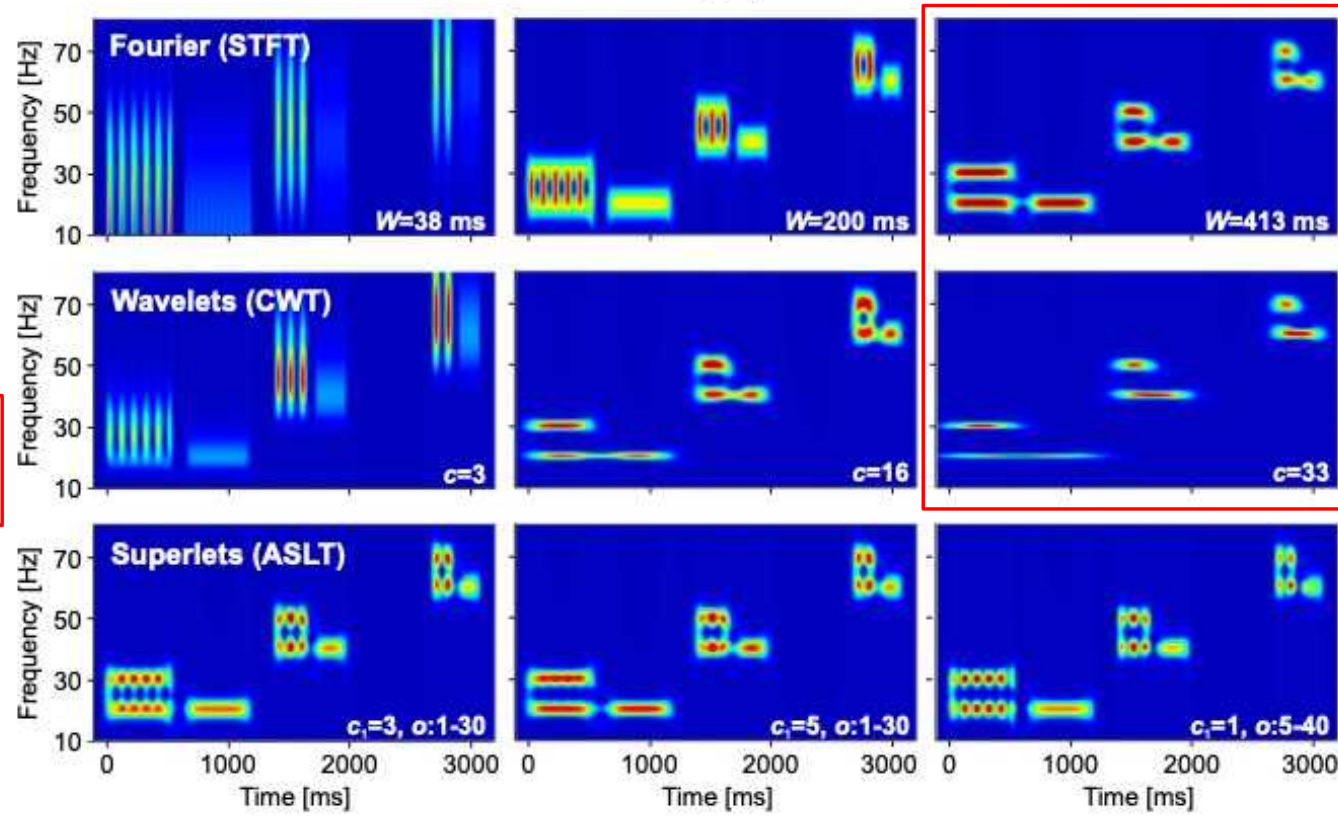 Fourier (STFT)
W=38 ms
W=200 ms
W=413 ms
Frequency [Hz]
70
50
30
10
Wavelets (CWT)
c=3
c=16
c=33
Frequency [Hz]
70
50
30
10
Superlets (ASLT)
c₁=3, o:1-30
c₁=5, o:1-30
c₁=1, o:5-40
Frequency [Hz]
70
50
30
10
0 1000 2000 3000
0 1000 2000 3000
0 1000 2000 3000
Time [ms]
Time [ms]
Time [ms]